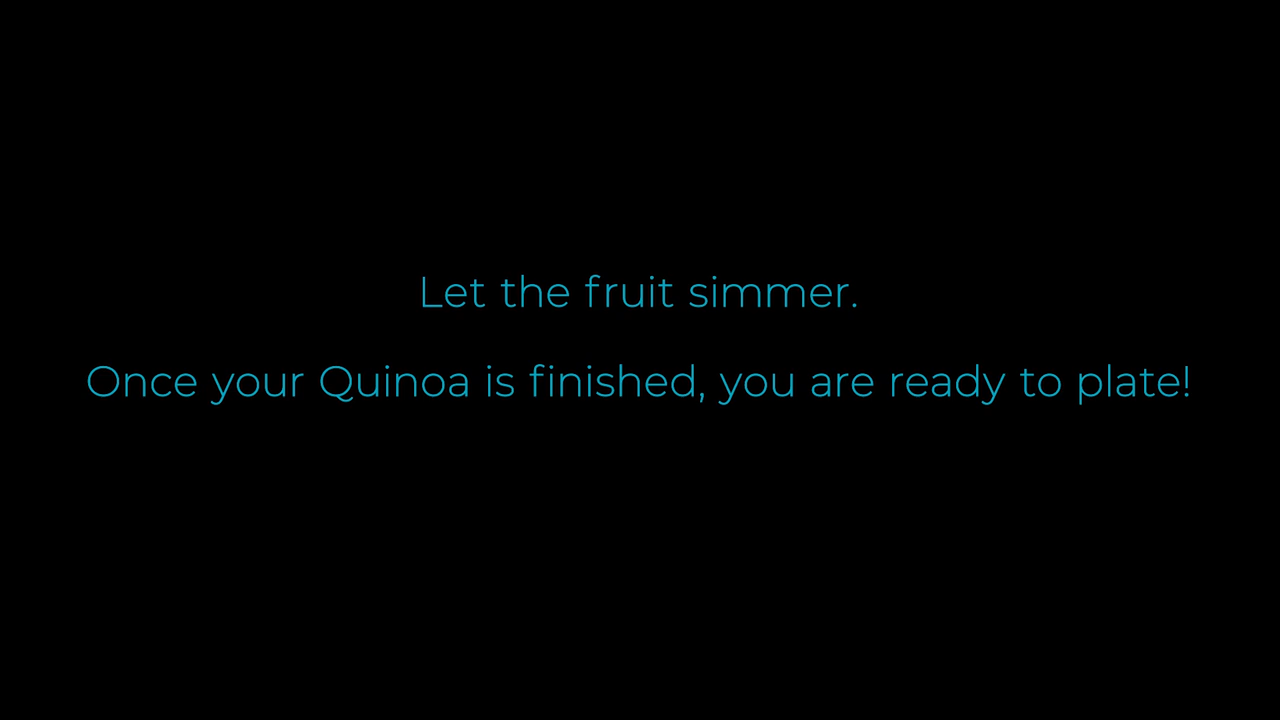 Let the fruit simmer.
Once your Quinoa is finished, you are ready to plate!